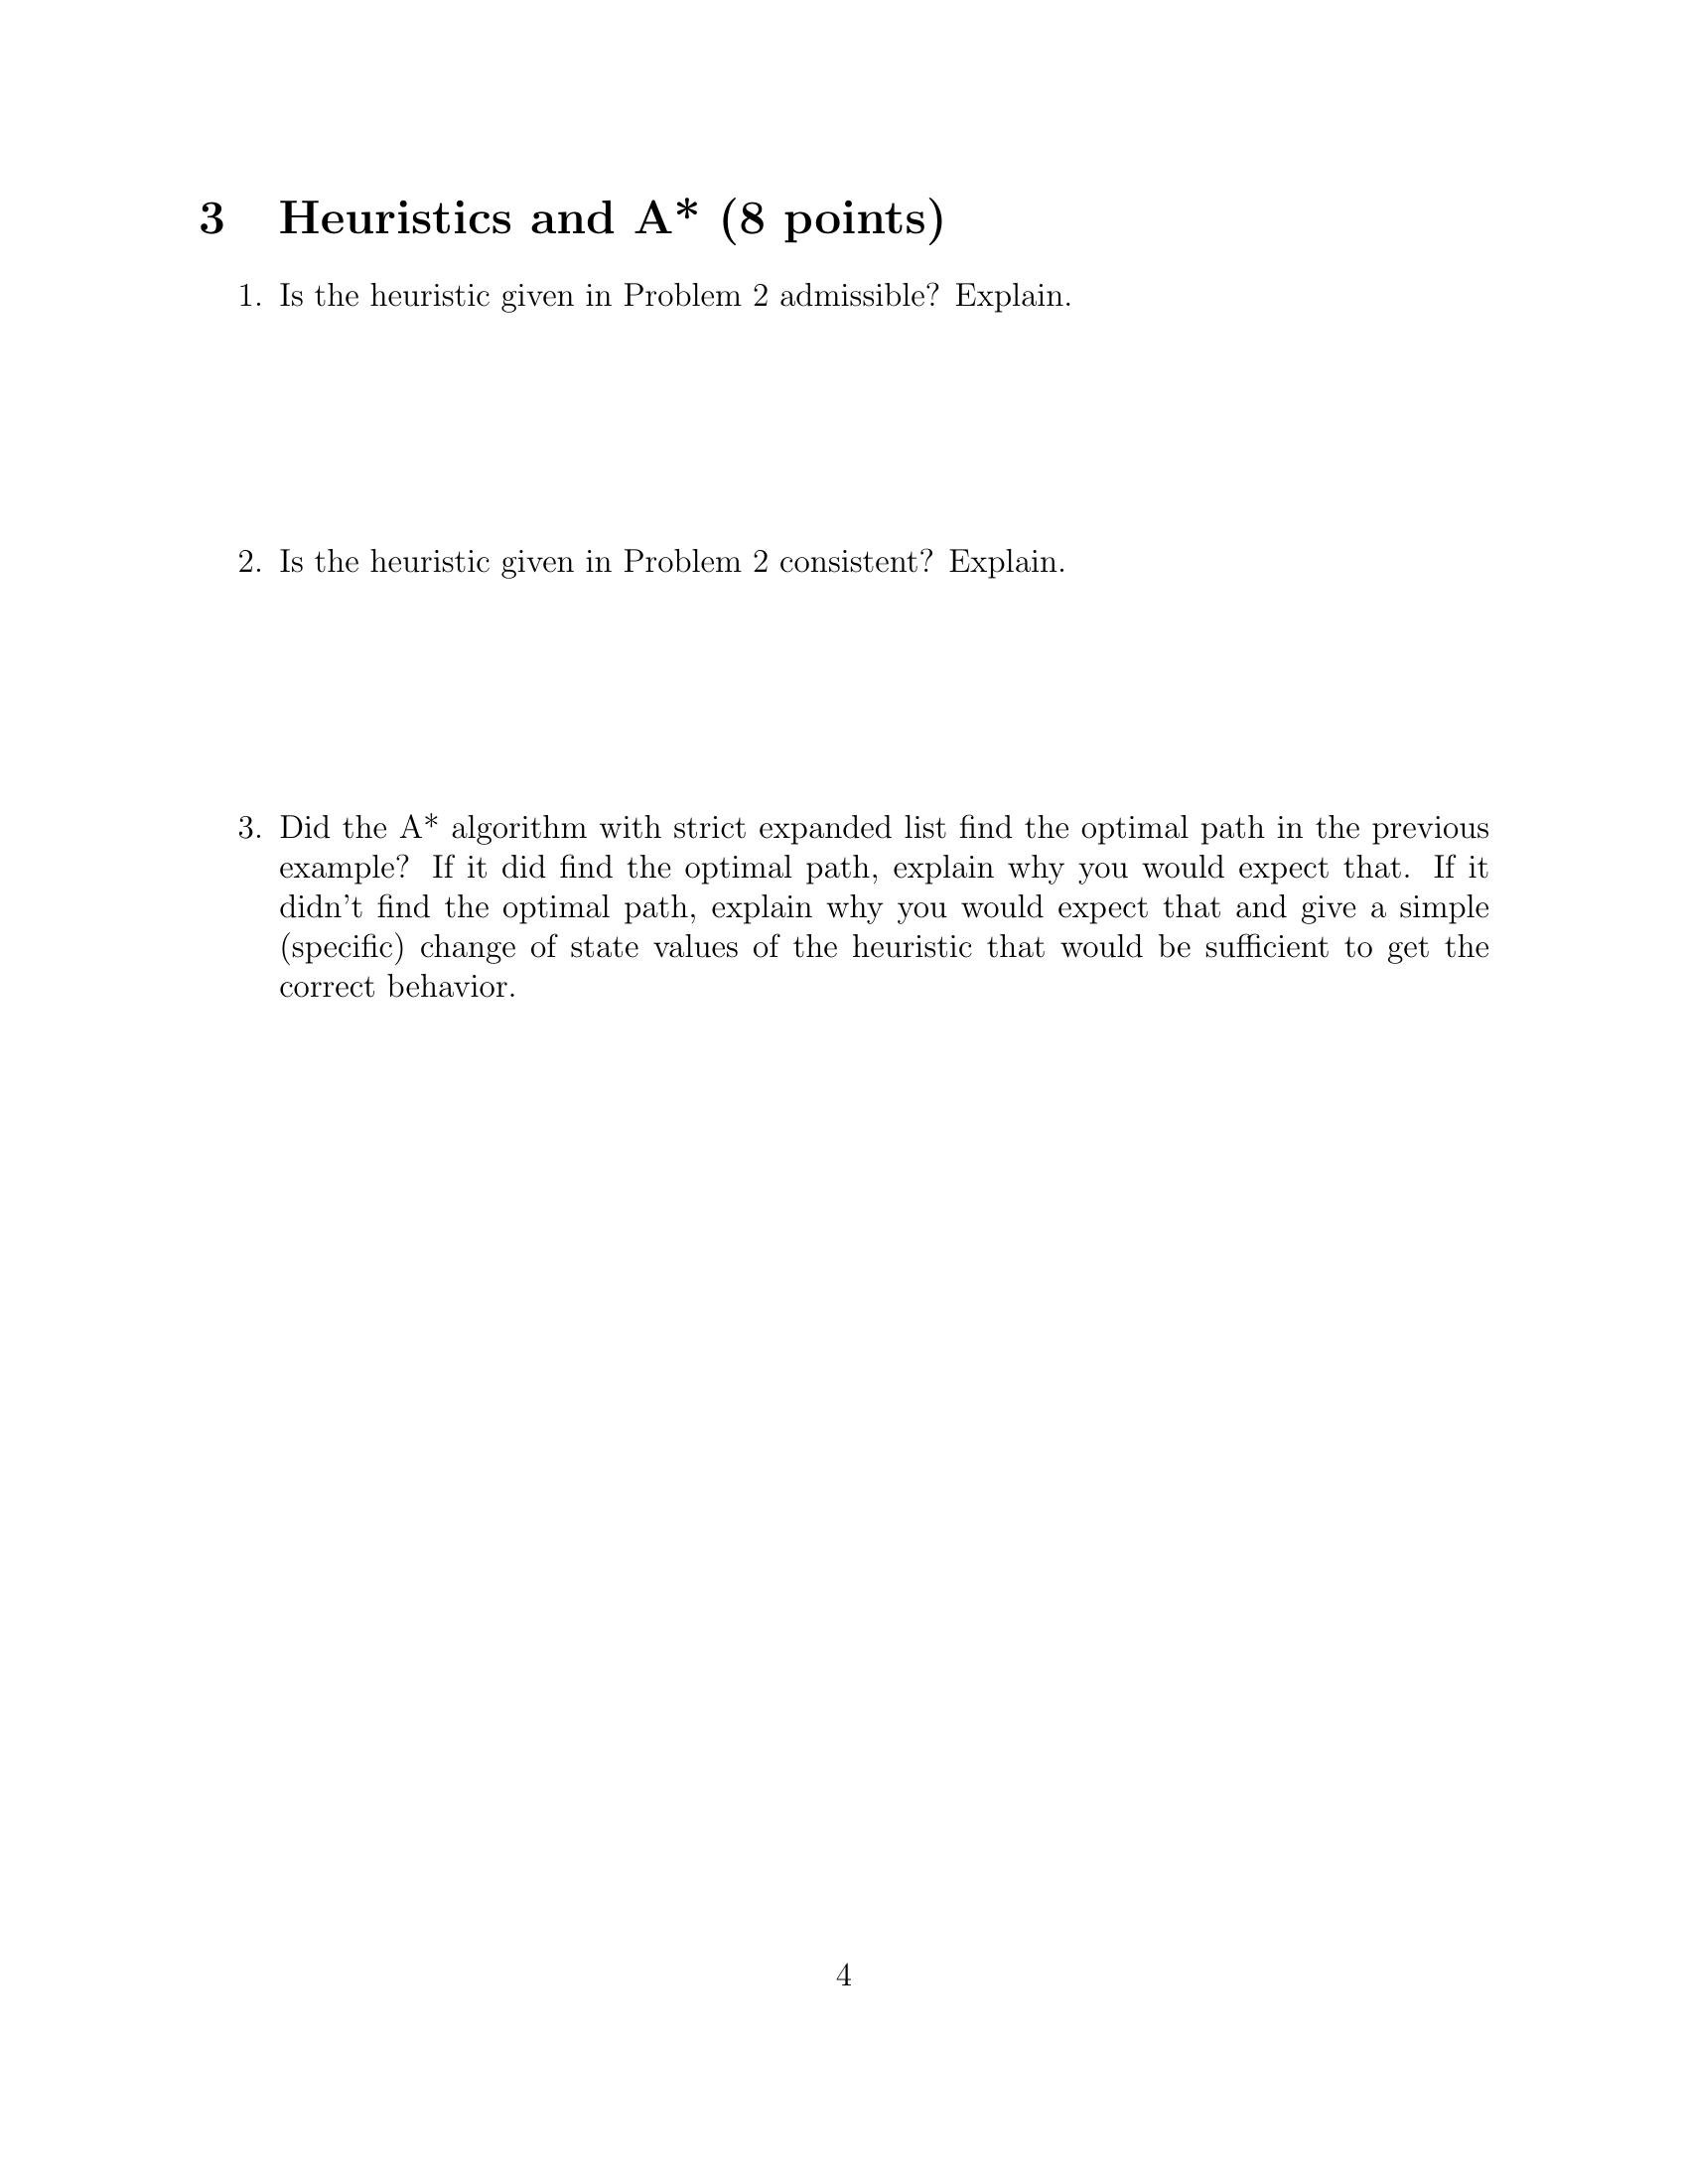 3 Heuristics and A* (8 points)
1. Is the heuristic given in Problem 2 admissible? Explain.
2. Is the heuristic given in Problem 2 consistent? Explain.
3. Did the A* algorithm with strict expanded list find the optimal path in the previous
example? If it did find the optimal path, explain why you would expect that. If it
didn't find the optimal path, explain why you would expect that and give a simple
(specific) change of state values of the heuristic that would be sufficient to get the
correct behavior.
4